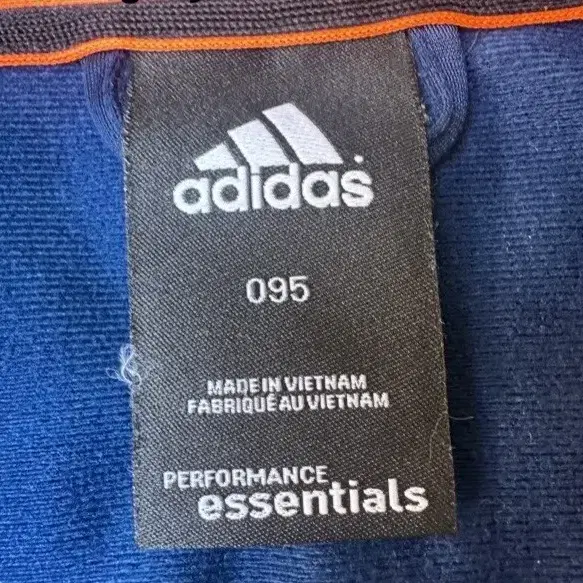 adidas
095
MADE IN VIETNAM
FABRIQUÉ AU VIETNAM
PERFORMANCE
essentials